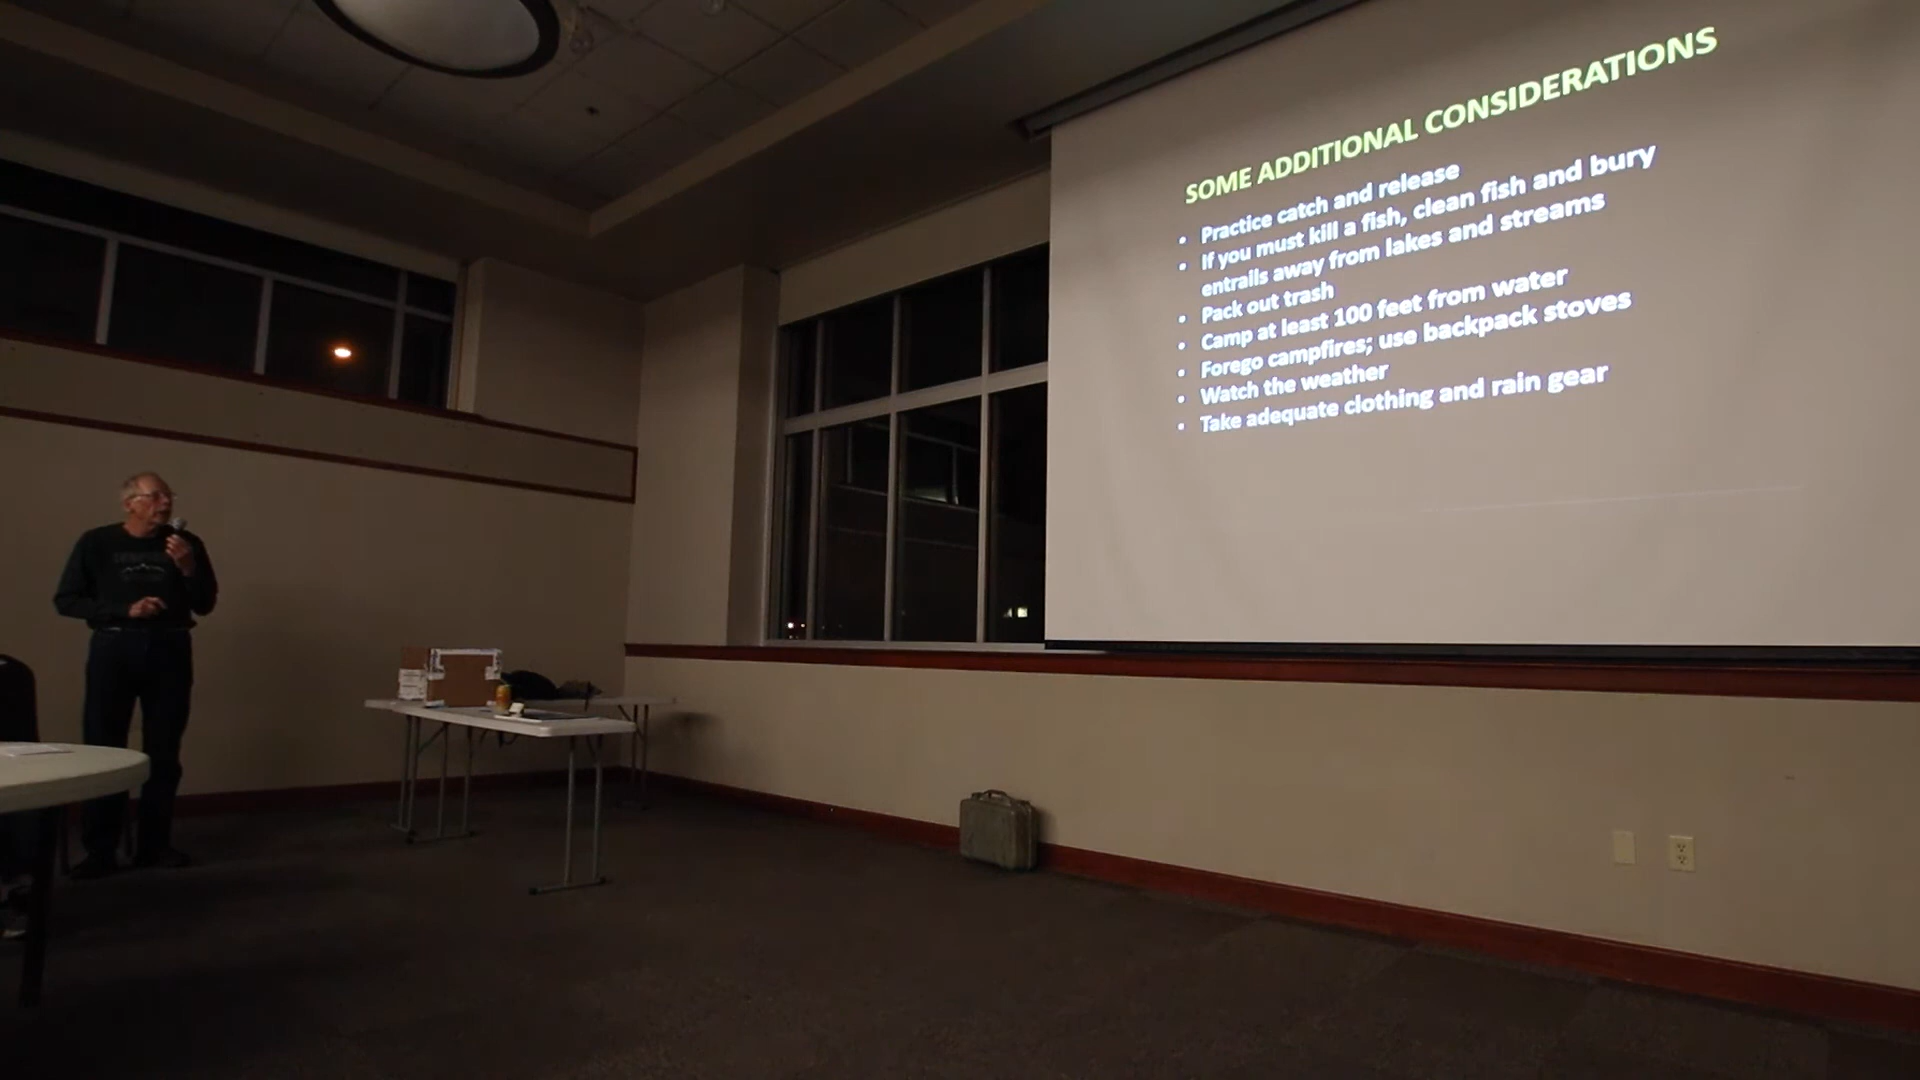 SOME ADDITIONAL CONSIDERATIONS
• Practice catch and release
• If you must kill a fish, clean fish and bury
entrails away from lakes and streams
• Pack out trash
• Camp at least 100 feet from water
• Forego campfires; use backpack stoves
• Watch the weather
• Take adequate clothing and rain gear